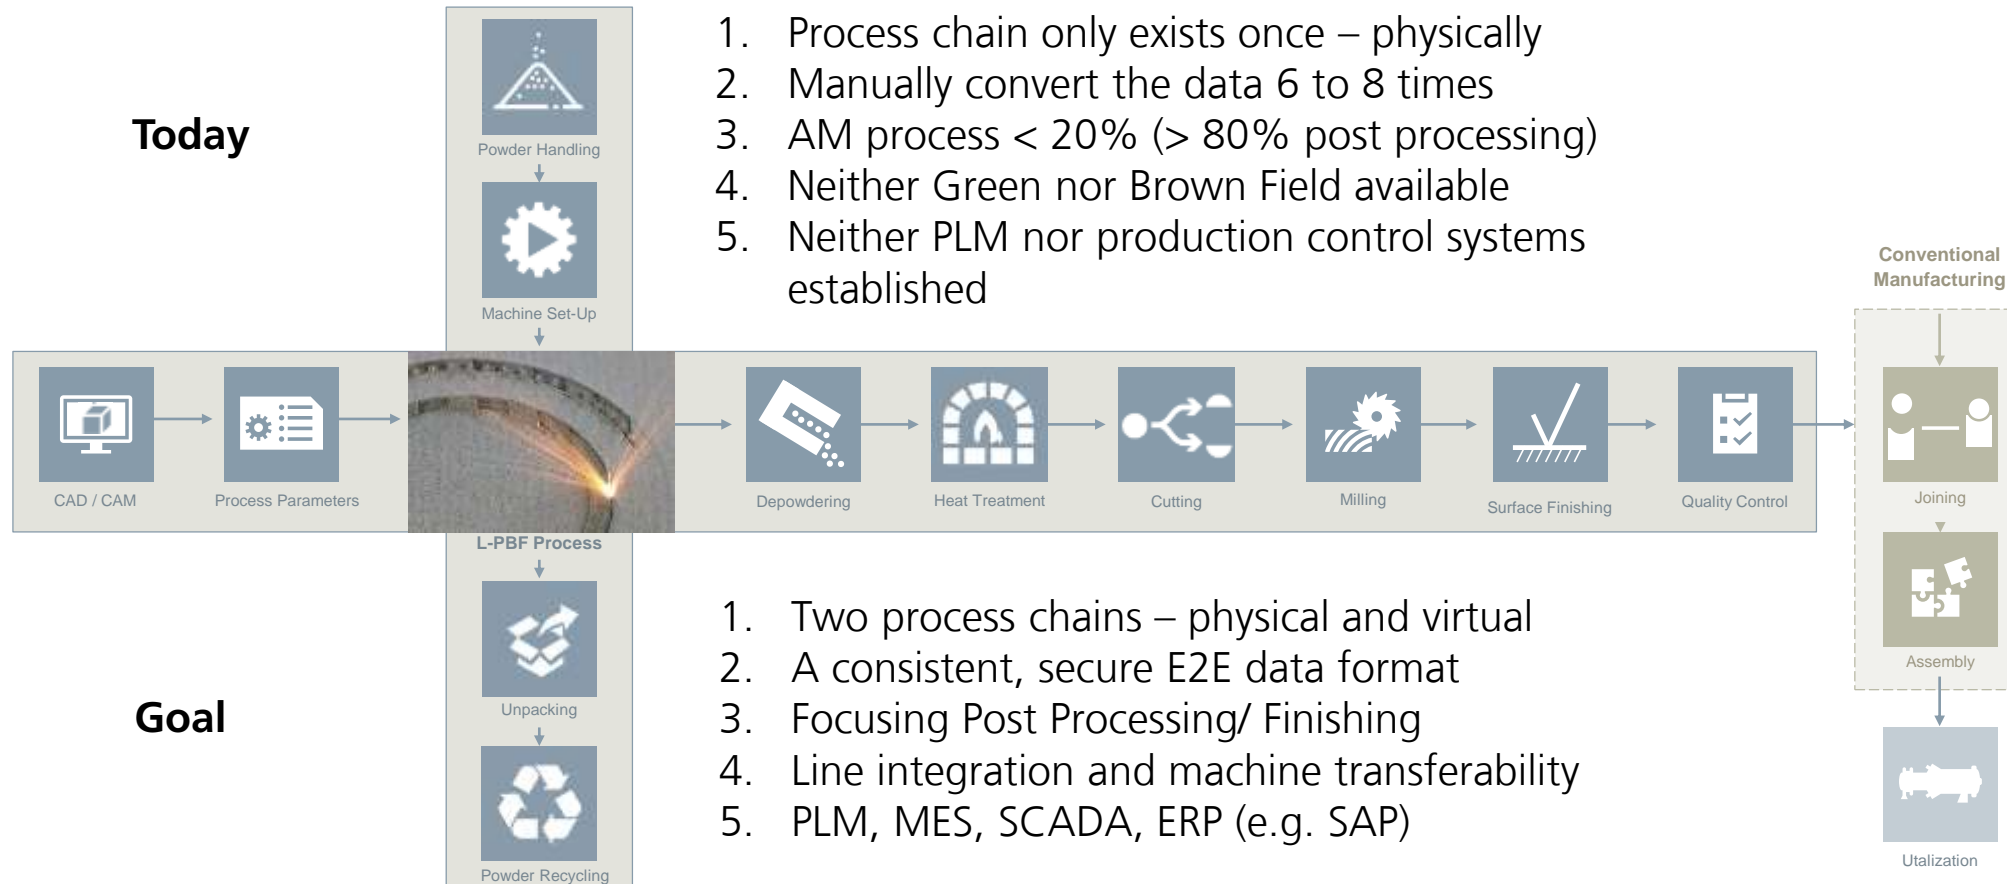 Today
1. Process chain only exists once – physically
2. Manually convert the data 6 to 8 times
3. AM process < 20% (> 80% post processing)
4. Neither Green nor Brown Field available
5. Neither PLM nor production control systems
established
Powder Handling
Machine Set-Up
Conventional
Manufacturing
CAD / CAM
Process Parameters
L-PBF Process
Depowdering
Heat Treatment
Cutting
Milling
Surface Finishing
Quality Control
Joining
Assembly
Utalization
Unpacking
Powder Recycling
Goal
1. Two process chains – physical and virtual
2. A consistent, secure E2E data format
3. Focusing Post Processing/ Finishing
4. Line integration and machine transferability
5. PLM, MES, SCADA, ERP (e.g. SAP)